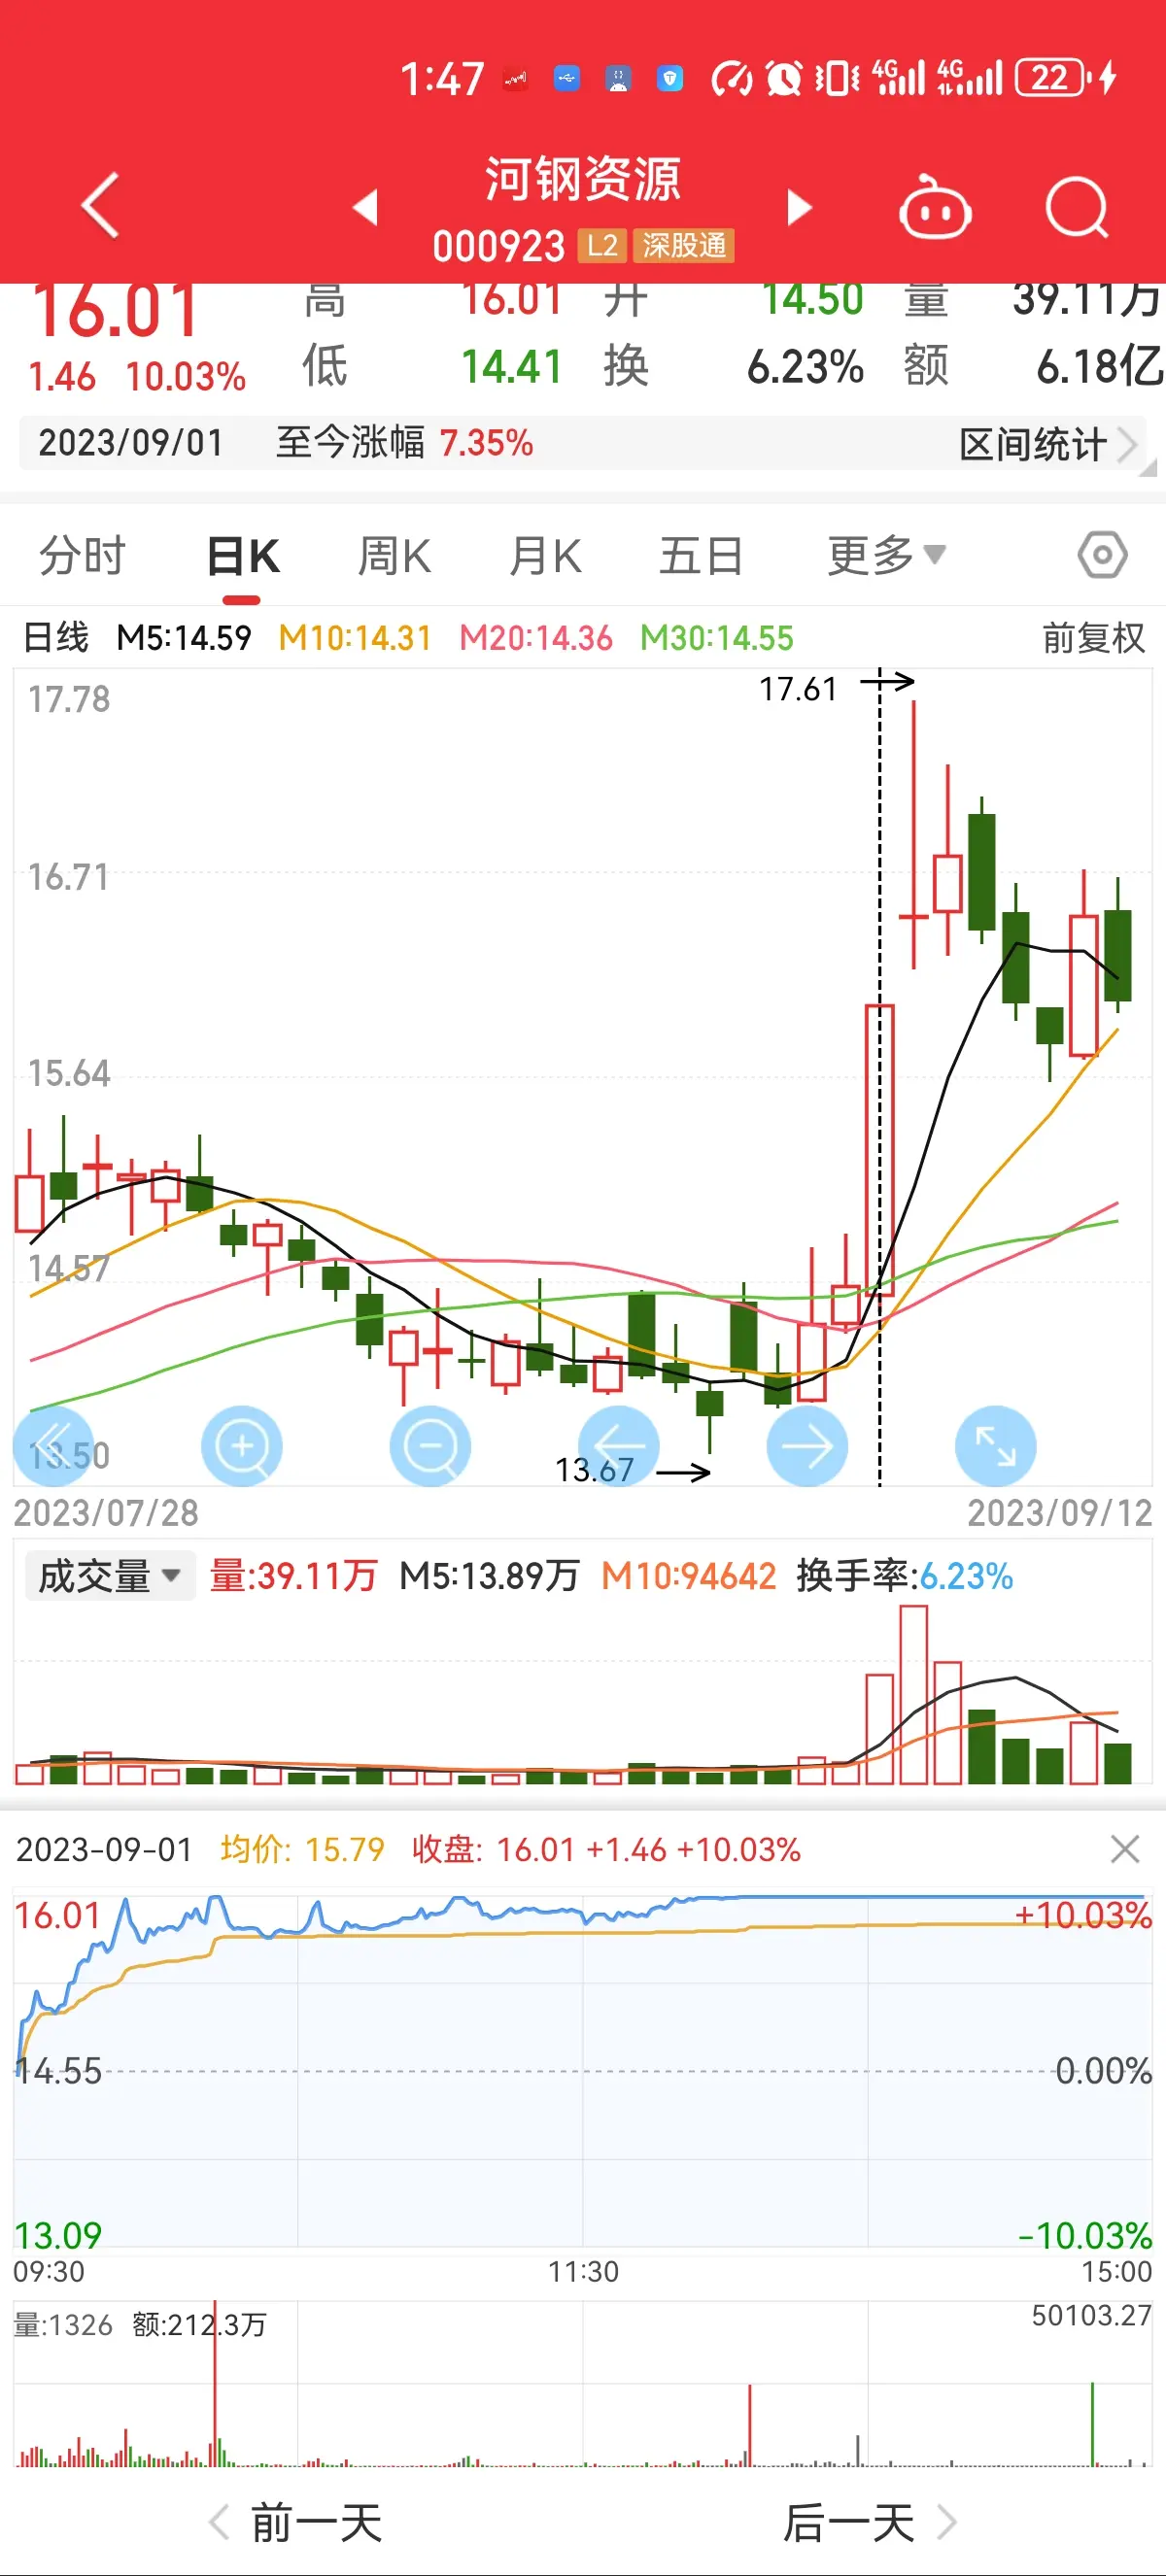 1:47 4G 4G 22
河钢资源
000923 L2 深股通
16.01 高 16.01 开 14.50 量 39.11万
1.46 10.03% 低 14.41 换 6.23% 额 6.18亿
2023/09/01 至今涨幅 7.35% 区间统计
分时 日K 周K 月K 五日 更多
日线 M5:14.59 M10:14.31 M20:14.36 M30:14.55 前复权
17.78
17.61
16.71
15.64
14.57
13.50
13.67
2023/07/28 2023/09/12
成交量 量:39.11万 M5:13.89万 M10:94642 换手率:6.23%
2023-09-01 均价: 15.79 收盘: 16.01 +1.46 +10.03%
16.01 +10.03%
14.55 0.00%
13.09 -10.03%
09:30 11:30 15:00
量:1326 额:212.3万 50103.27
前一天 后一天